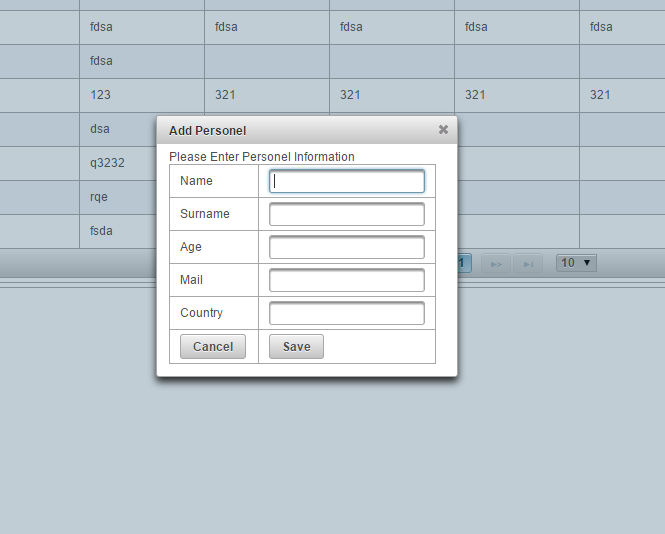 fdsa fdsa fdsa fdsa fdsa
fdsa
123 321 321 321 321
dsa
q3232
rqe
fsda
Add Personel
Please Enter Personel Information
Name
Surname
Age
Mail
Country
Cancel Save
1 10